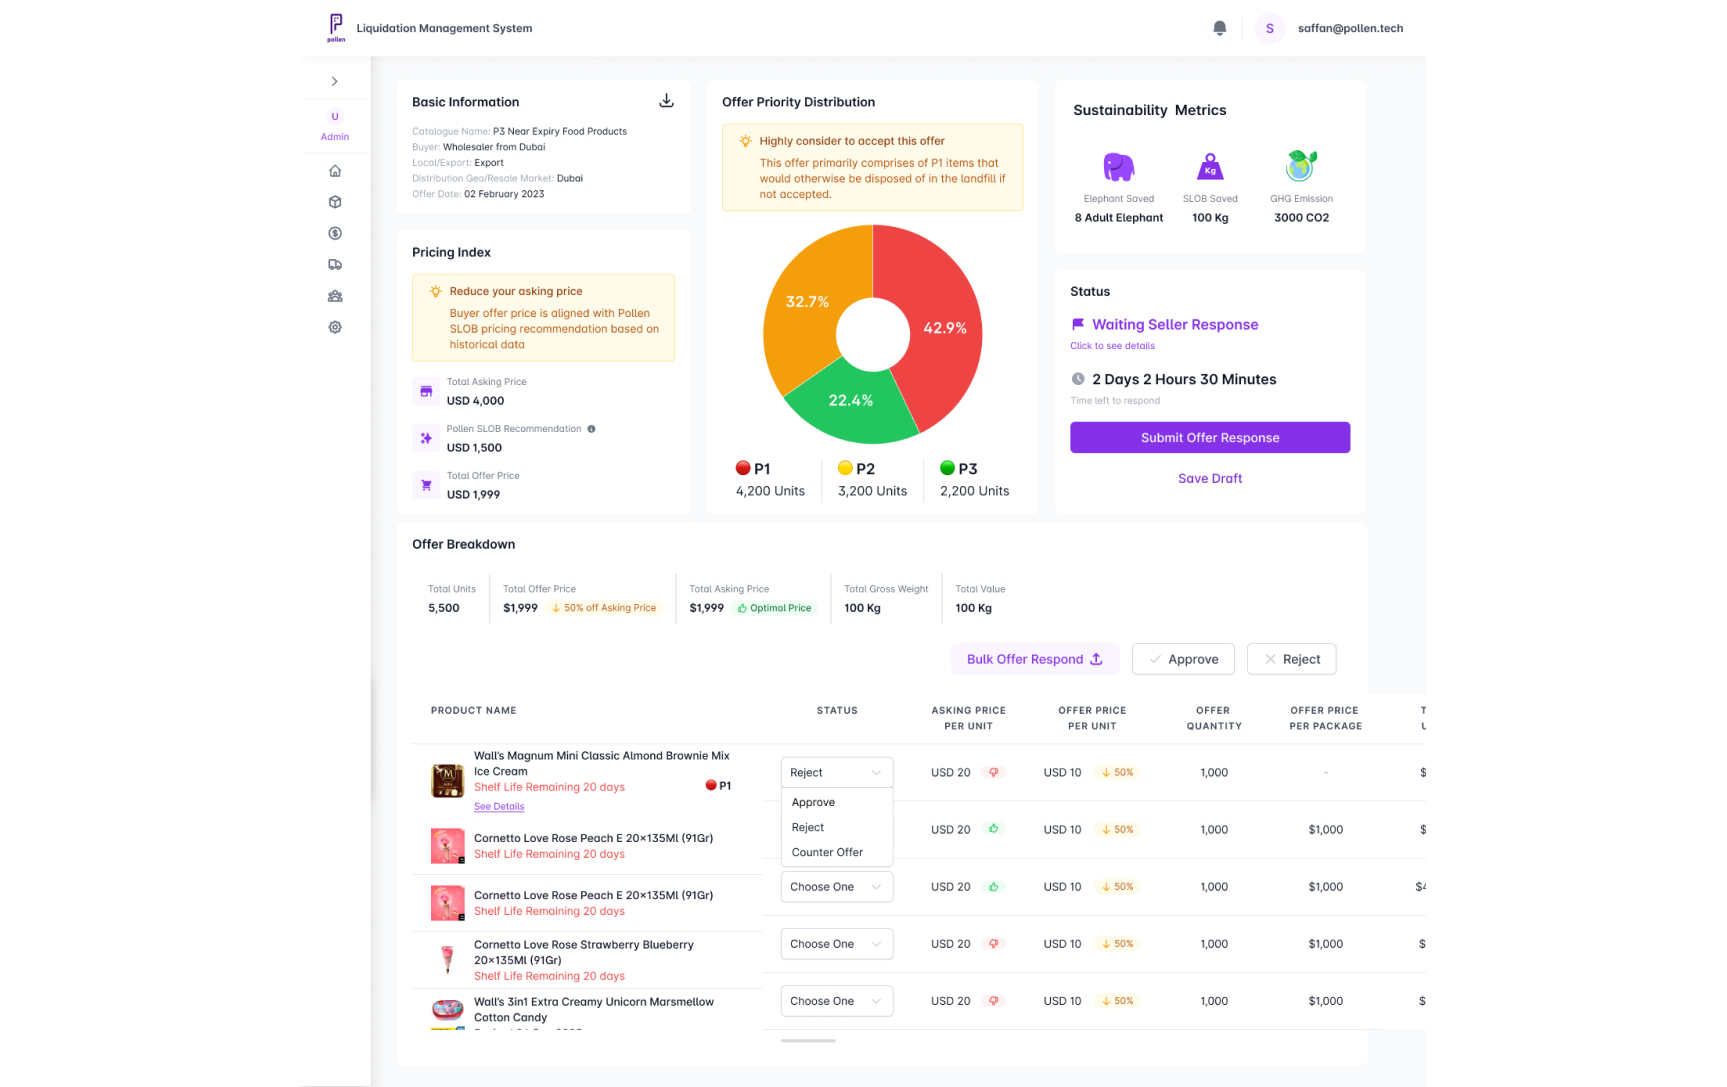 pollen
Liquidation Management System
S
saffan@pollen.tech
U
Admin
Basic Information
Catalogue Name: P3 Near Expiry Food Products
Buyer: Wholesaler from Dubai
Local/Export: Export
Distribution Geo/Resale Market: Dubai
Offer Date: 02 February 2023
Pricing Index
Reduce your asking price
Buyer offer price is aligned with Pollen
SLOB pricing recommendation based on
historical data
Total Asking Price
USD 4,000
Pollen SLOB Recommendation
USD 1,500
Total Offer Price
USD 1,999
Offer Priority Distribution
Highly consider to accept this offer
This offer primarily comprises of P1 items that
would otherwise be disposed of in the landfill if
not accepted.
32.7%
42.9%
22.4%
P1
4,200 Units
P2
3,200 Units
P3
2,200 Units
Sustainability Metrics
Kg
Elephant Saved
8 Adult Elephant
SLOB Saved
100 Kg
GHG Emission
3000 CO2
Status
Waiting Seller Response
Click to see details
2 Days 2 Hours 30 Minutes
Time left to respond
Submit Offer Response
Save Draft
Offer Breakdown
Total Units
5,500
Total Offer Price
$1,999 50% off Asking Price
Total Asking Price
$1,999 Optimal Price
Total Gross Weight
100 Kg
Total Value
100 Kg
Bulk Offer Respond
Approve
Reject
PRODUCT NAME
STATUS
ASKING PRICE
PER UNIT
OFFER PRICE
PER UNIT
OFFER
QUANTITY
OFFER PRICE
PER PACKAGE
T
U
Wall's Magnum Mini Classic Almond Brownie Mix
Ice Cream
Shelf Life Remaining 20 days
P1
See Details
Reject
USD 20
USD 10
50%
1,000
-
$
Approve
Reject
Counter Offer
Cornetto Love Rose Peach E 20x135Ml (91Gr)
Shelf Life Remaining 20 days
USD 20
USD 10
50%
1,000
$1,000
$
Cornetto Love Rose Peach E 20x135Ml (91Gr)
Shelf Life Remaining 20 days
Choose One
USD 20
USD 10
50%
1,000
$1,000
$4
Cornetto Love Rose Strawberry Blueberry
20x135Ml (91Gr)
Shelf Life Remaining 20 days
Choose One
USD 20
USD 10
50%
1,000
$1,000
$
Wall's 3in1 Extra Creamy Unicorn Marsmellow
Cotton Candy
Choose One
USD 20
USD 10
50%
1,000
$1,000
$